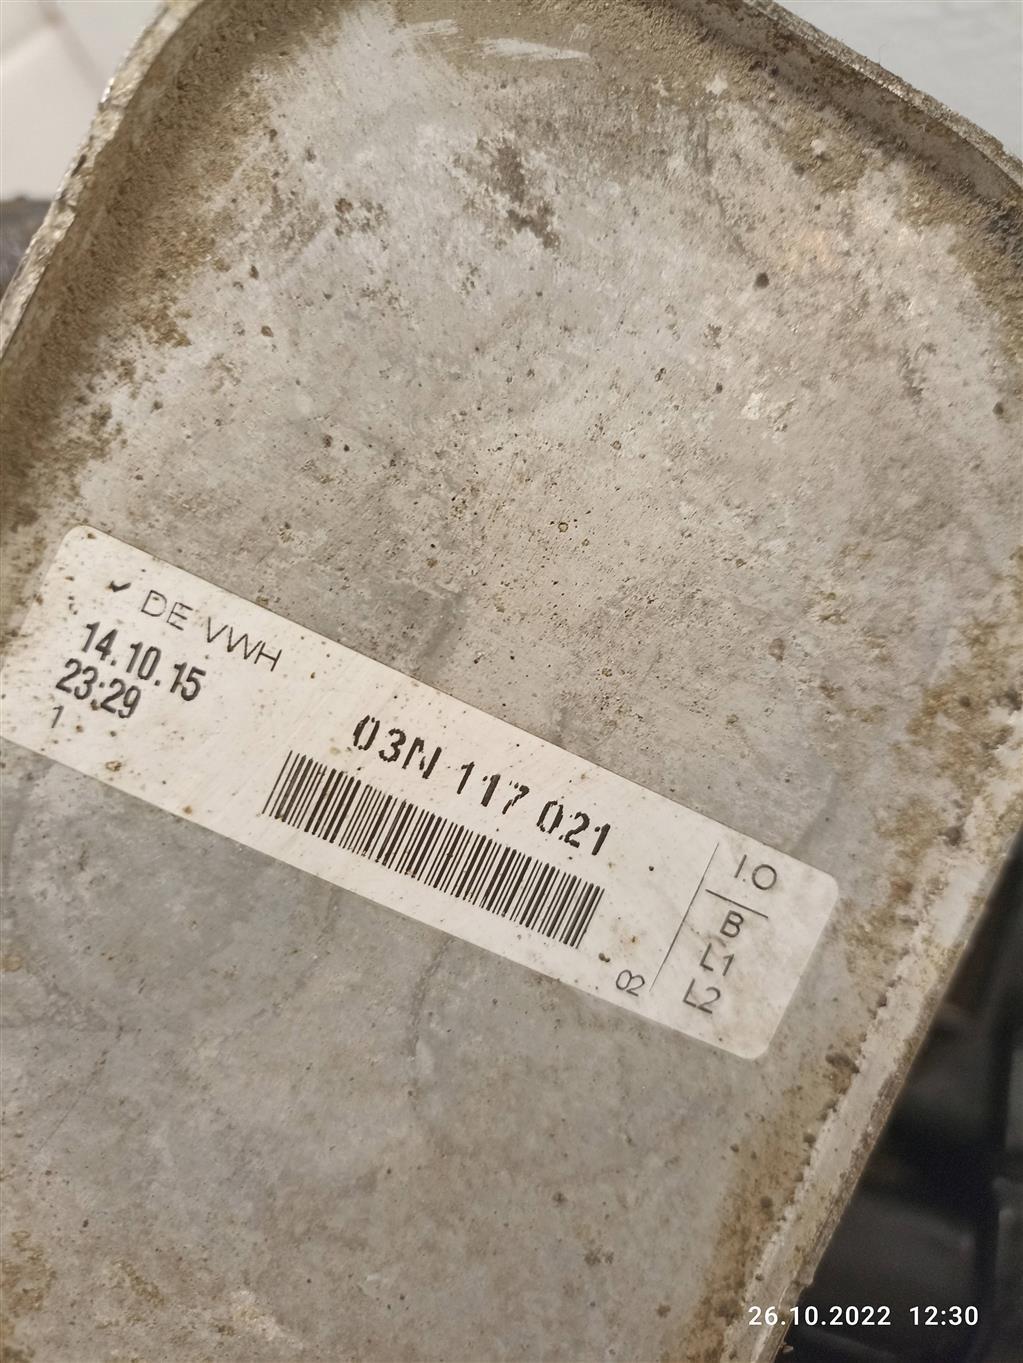 DE VWH
14.10.15
23:29
1
03N 117 021
02
I.O
B
L1
L2
26.10.2022 12:30